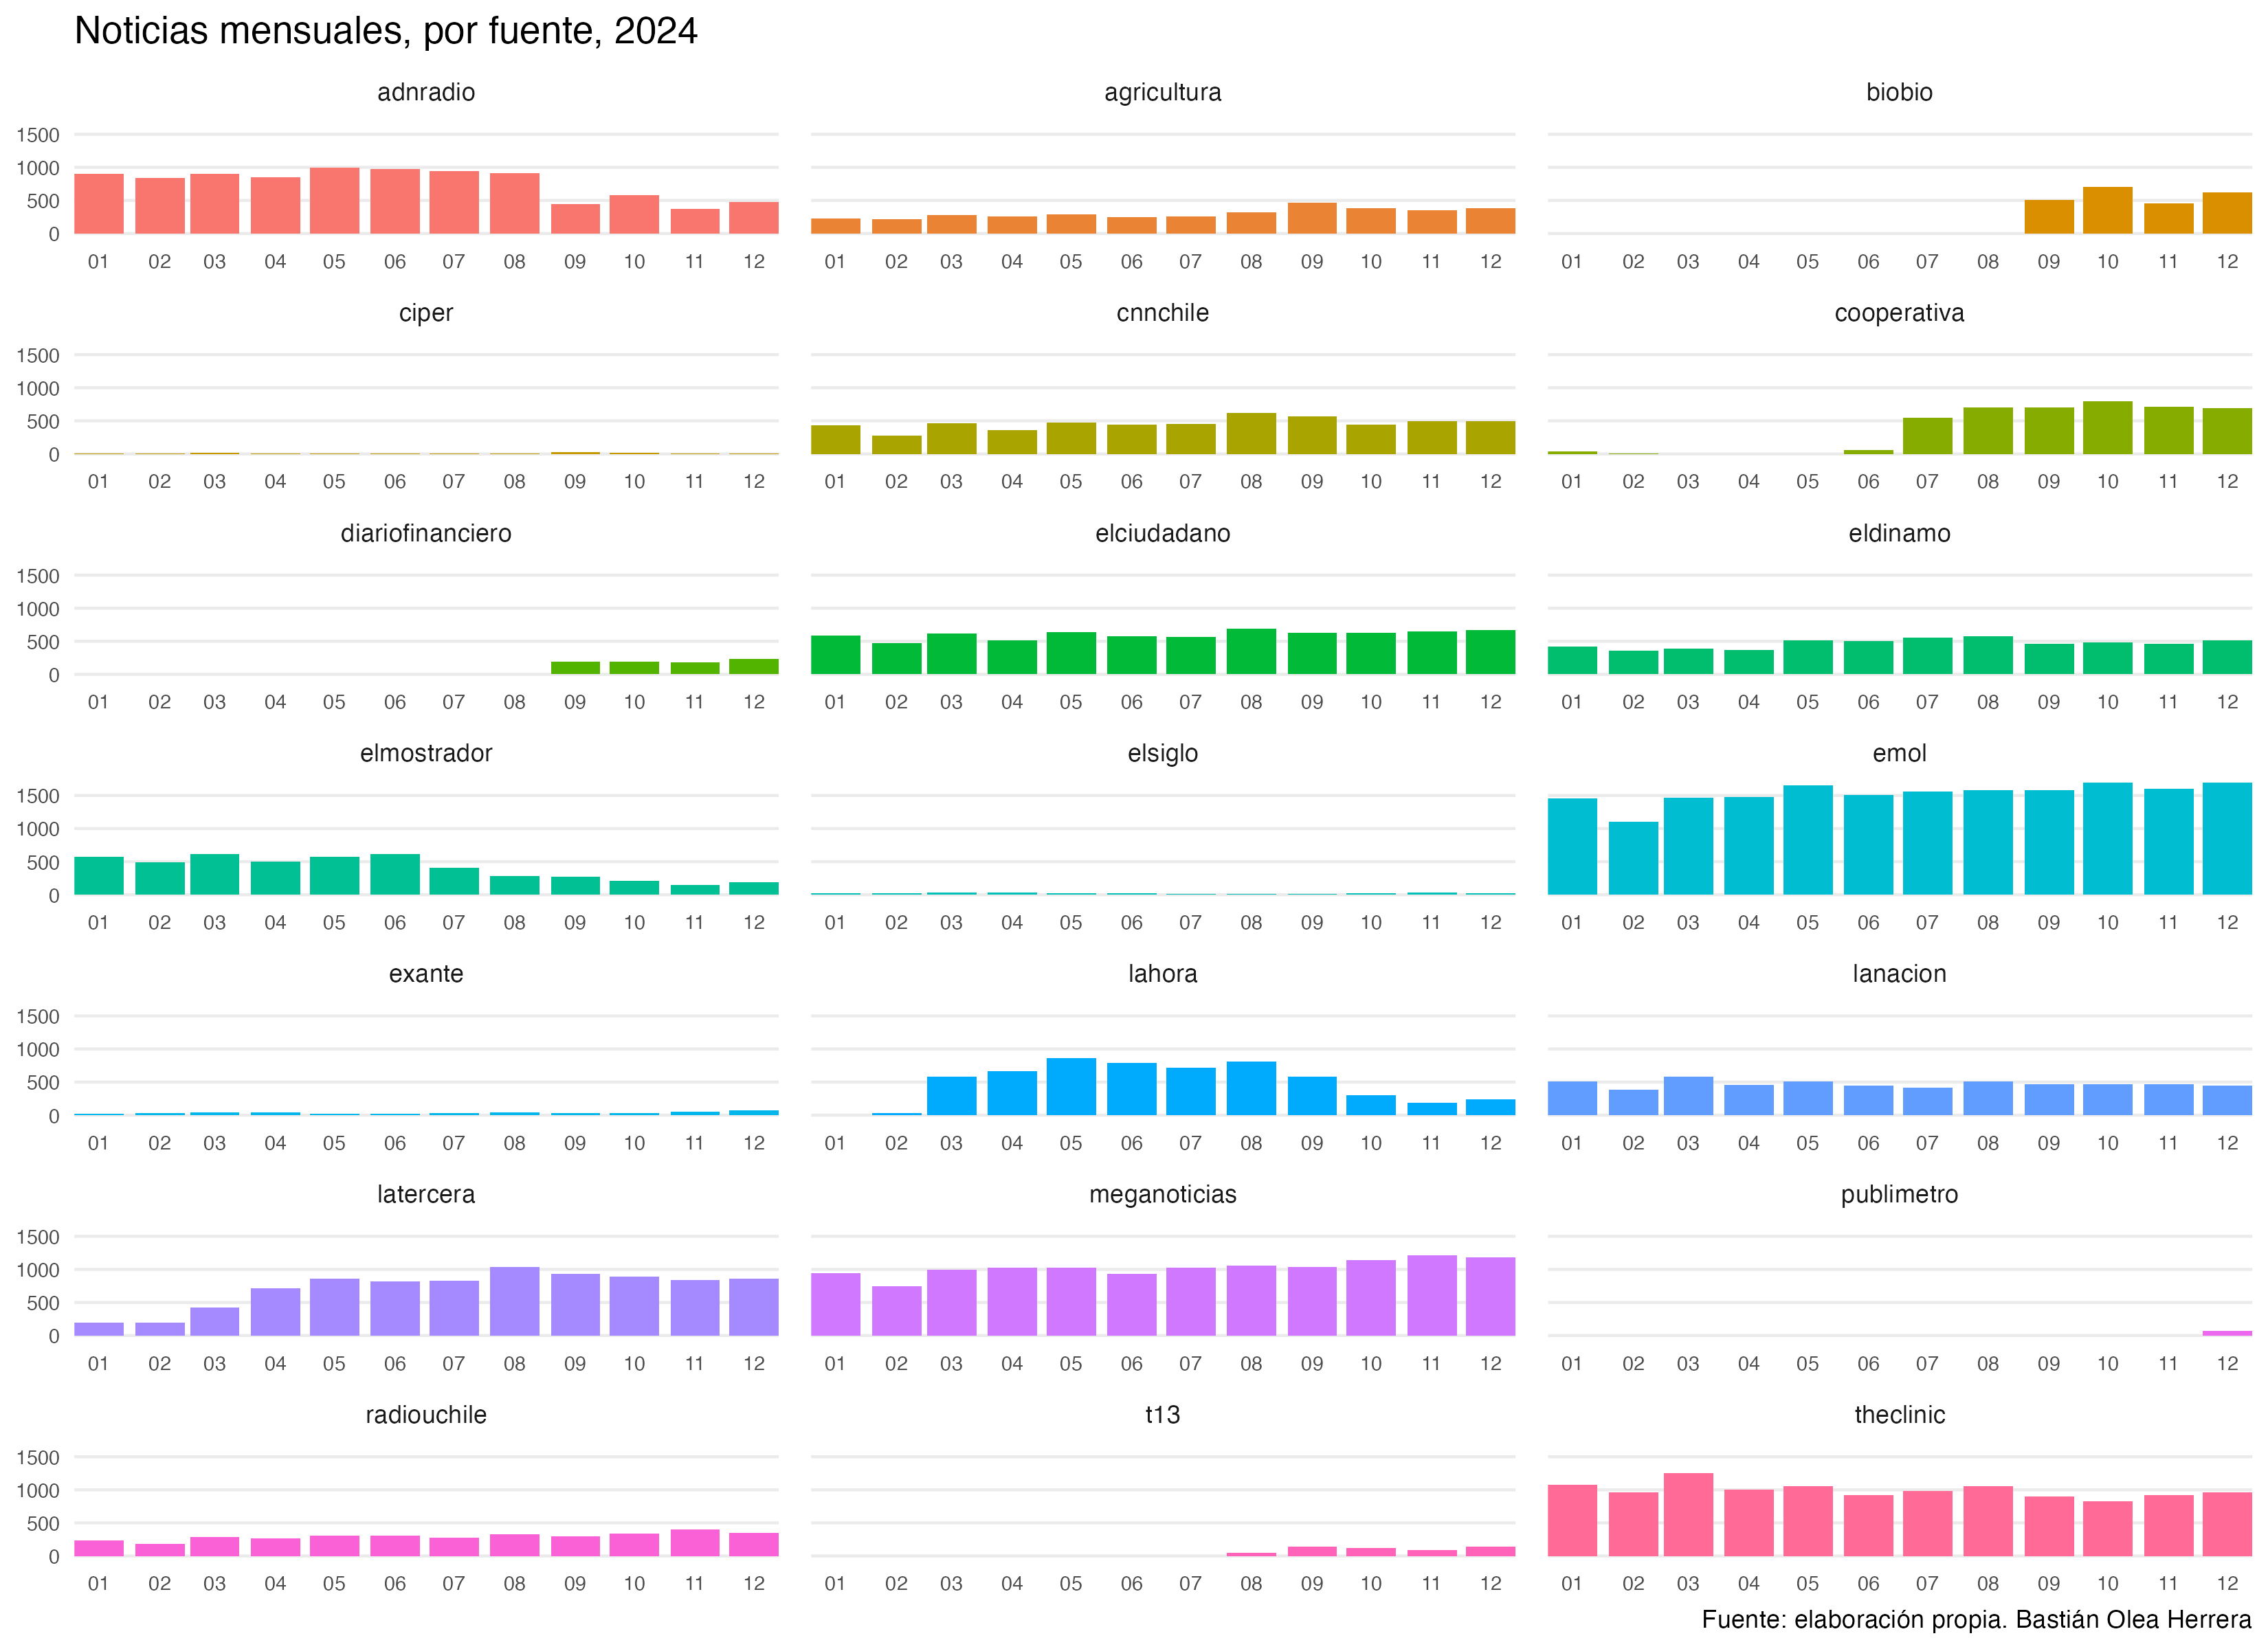 Noticias mensuales, por fuente, 2024
adnradio agricultura biobio
1500
1000
500
0
01 02 03 04 05 06 07 08 09 10 11 12 01 02 03 04 05 06 07 08 09 10 11 12 01 02 03 04 05 06 07 08 09 10 11 12
ciper cnnchile cooperativa
1500
1000
500
0
01 02 03 04 05 06 07 08 09 10 11 12 01 02 03 04 05 06 07 08 09 10 11 12 01 02 03 04 05 06 07 08 09 10 11 12
diariofinanciero elciudadano eldinamo
1500
1000
500
0
01 02 03 04 05 06 07 08 09 10 11 12 01 02 03 04 05 06 07 08 09 10 11 12 01 02 03 04 05 06 07 08 09 10 11 12
elmostrador elsiglo emol
1500
1000
500
0
01 02 03 04 05 06 07 08 09 10 11 12 01 02 03 04 05 06 07 08 09 10 11 12 01 02 03 04 05 06 07 08 09 10 11 12
exante lahora lanacion
1500
1000
500
0
01 02 03 04 05 06 07 08 09 10 11 12 01 02 03 04 05 06 07 08 09 10 11 12 01 02 03 04 05 06 07 08 09 10 11 12
latercera meganoticias publimetro
1500
1000
500
0
01 02 03 04 05 06 07 08 09 10 11 12 01 02 03 04 05 06 07 08 09 10 11 12 01 02 03 04 05 06 07 08 09 10 11 12
radiouchile t13 theclinic
1500
1000
500
0
01 02 03 04 05 06 07 08 09 10 11 12 01 02 03 04 05 06 07 08 09 10 11 12 01 02 03 04 05 06 07 08 09 10 11 12
Fuente: elaboración propia. Bastián Olea Herrera